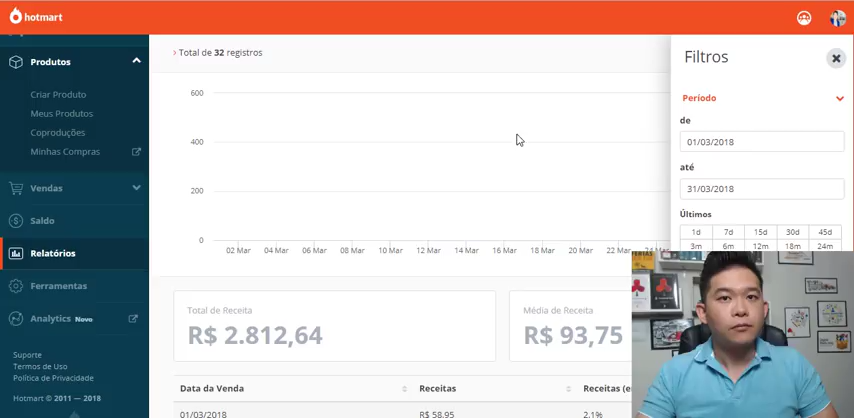 hotmart
Produtos
Criar Produto
Meus Produtos
Coproduções
Minhas Compras
Vendas
Saldo
Relatórios
Ferramentas
Analytics Novo
Suporte
Termos de Uso
Política de Privacidade
Hotmart © 2011 — 2018
› Total de 32 registros
600
400
200
0
02 Mar 04 Mar 06 Mar 08 Mar 10 Mar 12 Mar 14 Mar 16 Mar 18 Mar 20 Mar 22 Mar 24 Mar
Total de Receita
R$ 2.812,64
Média de Receita
R$ 93,75
Data da Venda Receitas Receitas (e
01/03/2018 R$ 58,95 2,1%
Filtros
Período
de
01/03/2018
até
31/03/2018
Últimos
1d 7d 15d 30d 45d
3m 6m 12m 18m 24m